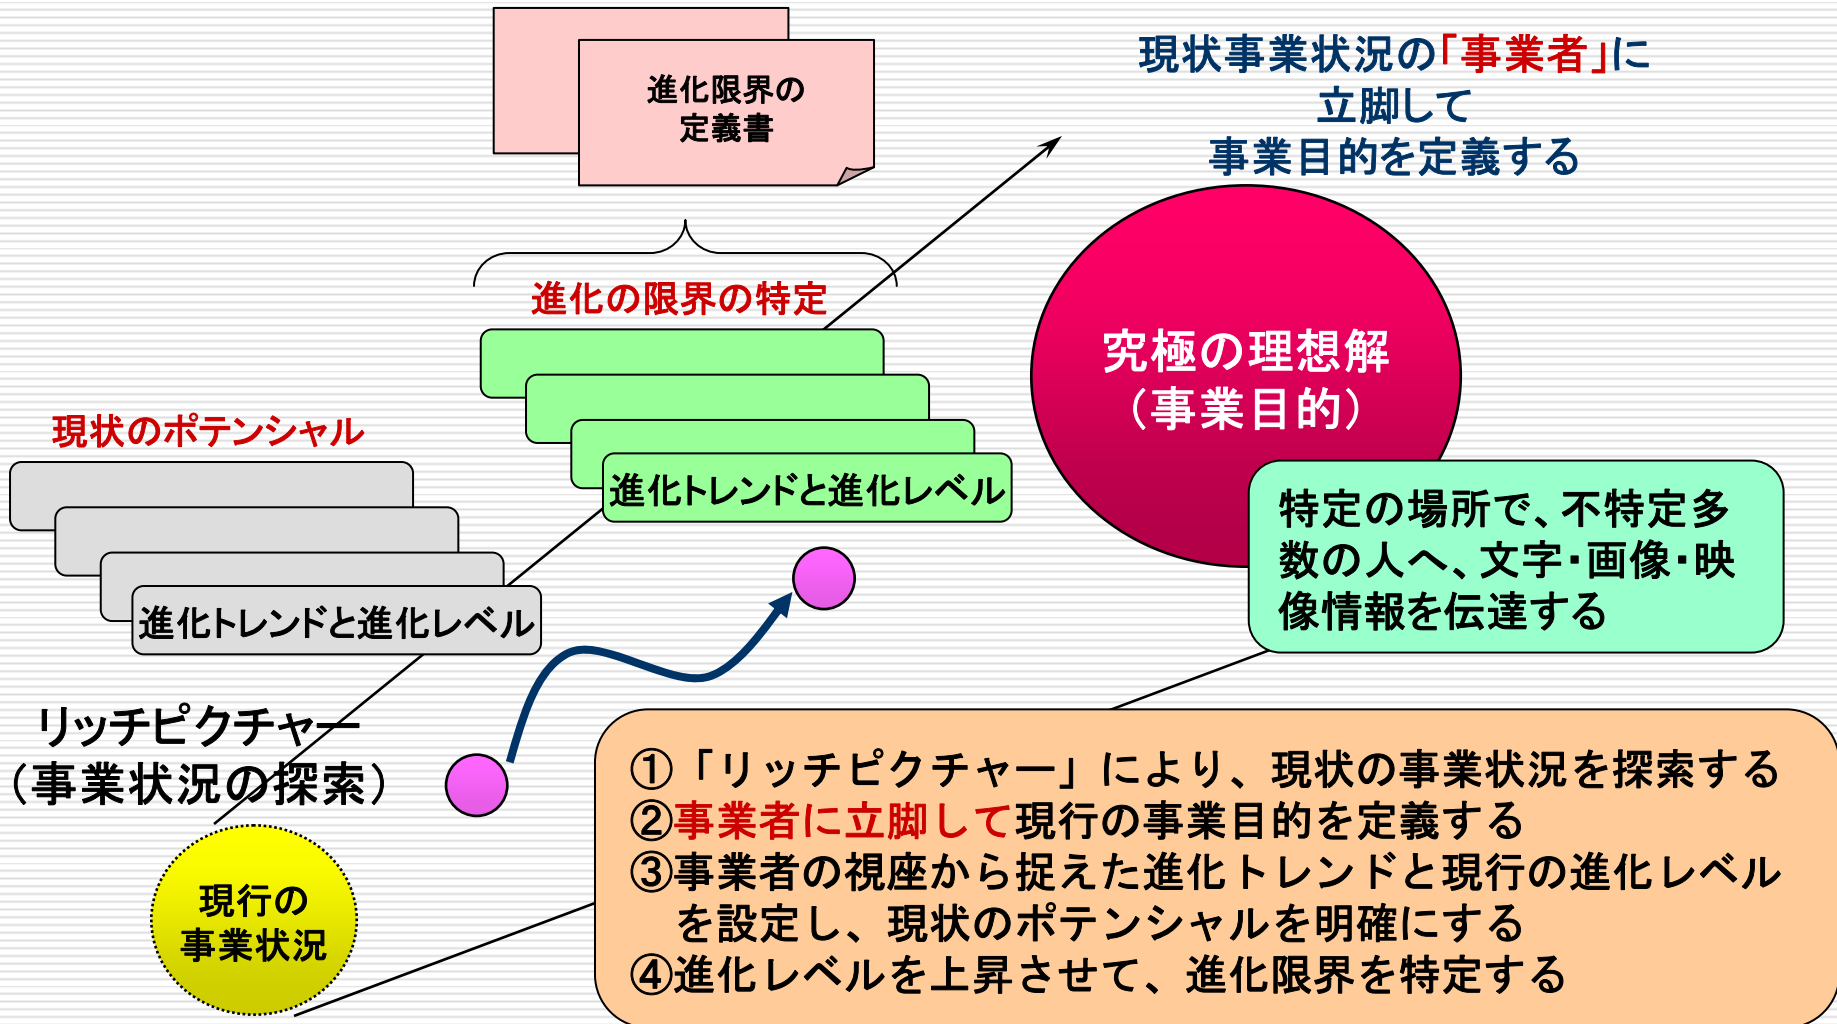 進化限界の
定義書
現状事業状況の「事業者」に
立脚して
事業目的を定義する
進化の限界の特定
究極の理想解
（事業目的）
現状のポテンシャル
進化トレンドと進化レベル
特定の場所で、不特定多
数の人へ、文字・画像・映
像情報を伝達する
進化トレンドと進化レベル
リッチピクチャー
（事業状況の探索）
①「リッチピクチャー」により、現状の事業状況を探索する
②事業者に立脚して現行の事業目的を定義する
③事業者の視座から捉えた進化トレンドと現行の進化レベル
を設定し、現状のポテンシャルを明確にする
④進化レベルを上昇させて、進化限界を特定する
現行の
事業状況